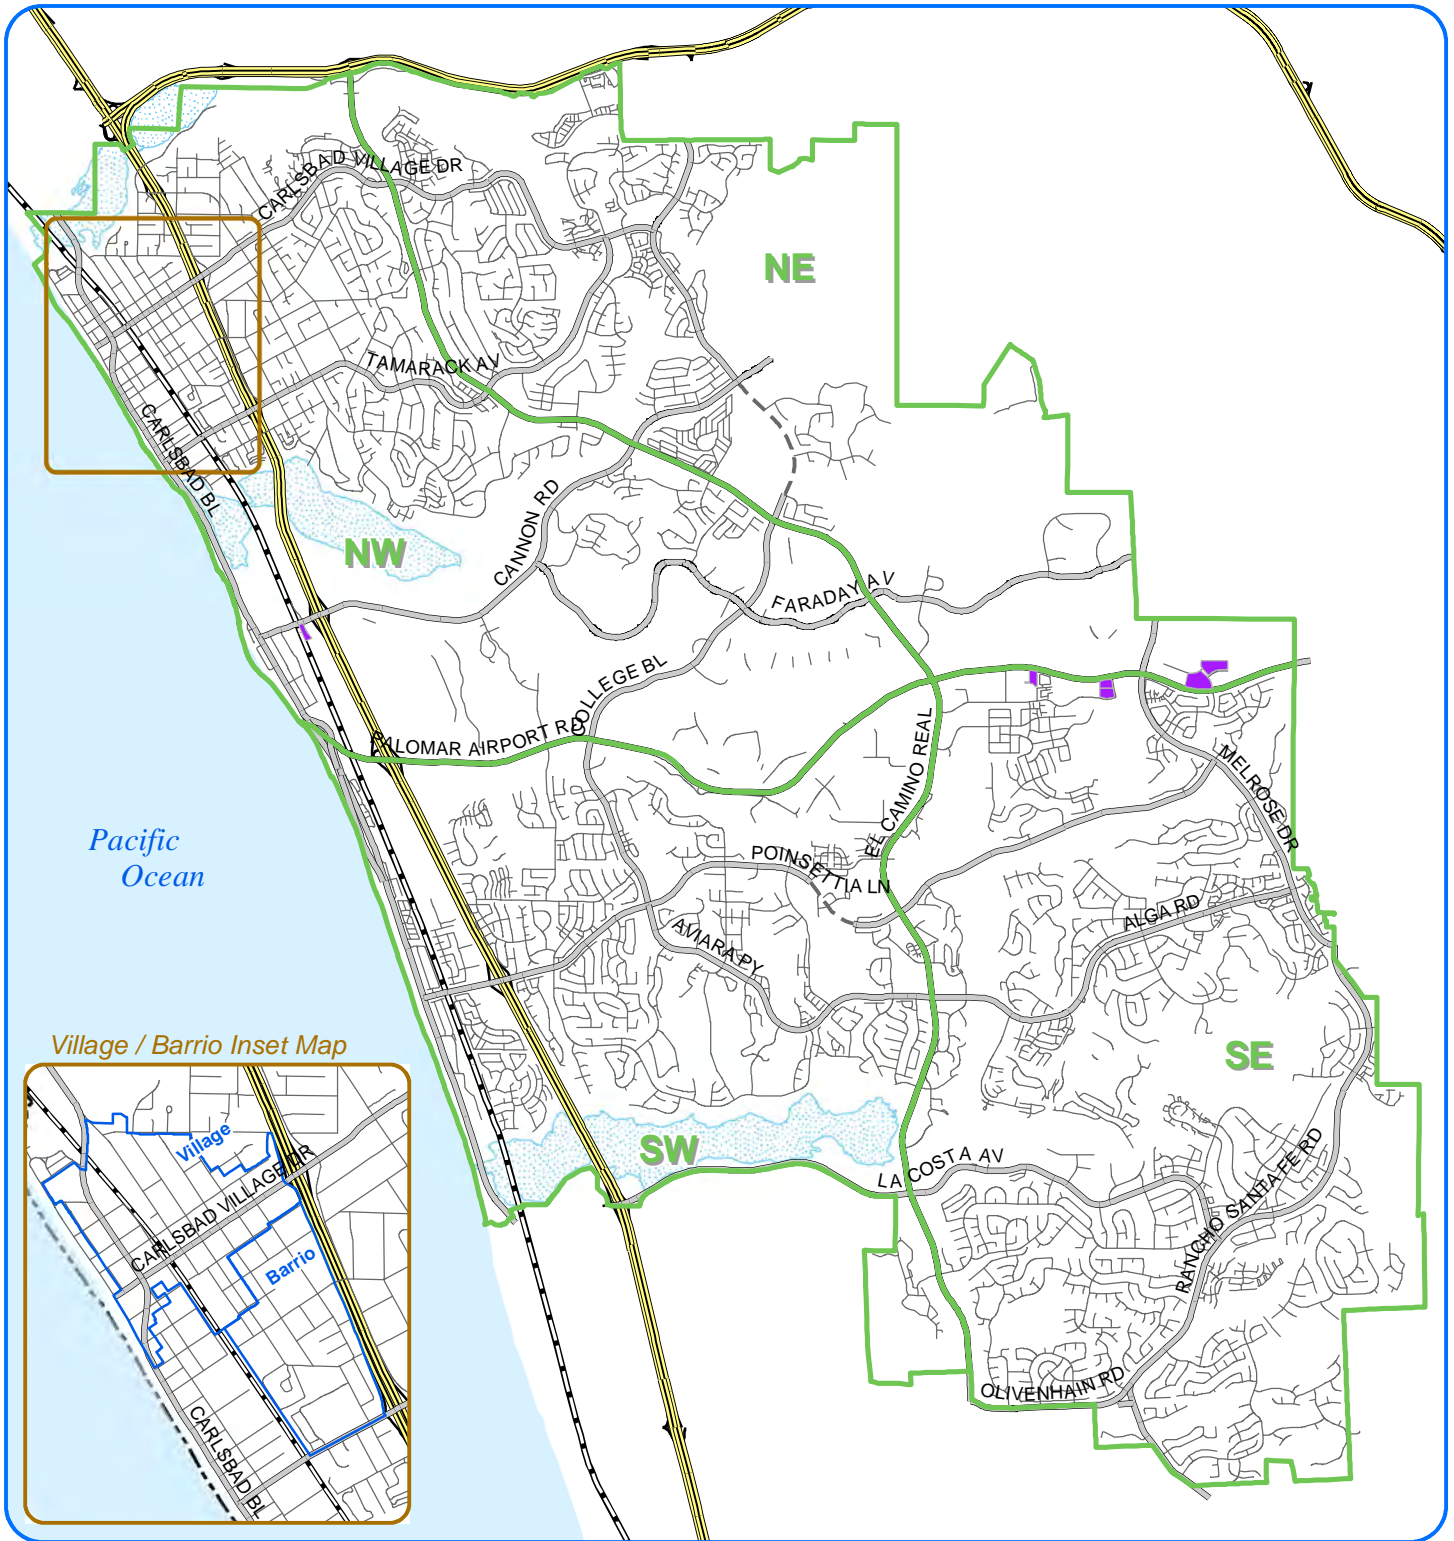 CARLSBAD VILLAGE DR
NE
TAMARACK AV
CARLSBAD BL
CANNON RD
NW
FARADAY AV
COLLEGE BL
PALOMAR AIRPORT RD
EL CAMINO REAL
MELROSE DR
Pacific
Ocean
POINSETTIA LN
ALGA RD
AVIARA PY
Village / Barrio Inset Map
SE
SW
LA COSTA AV
RANCHO SANTA FE RD
OLIVENHAIN RD
Village
CARLSBAD VILLAGE DR
Barrio
CARLSBAD BL